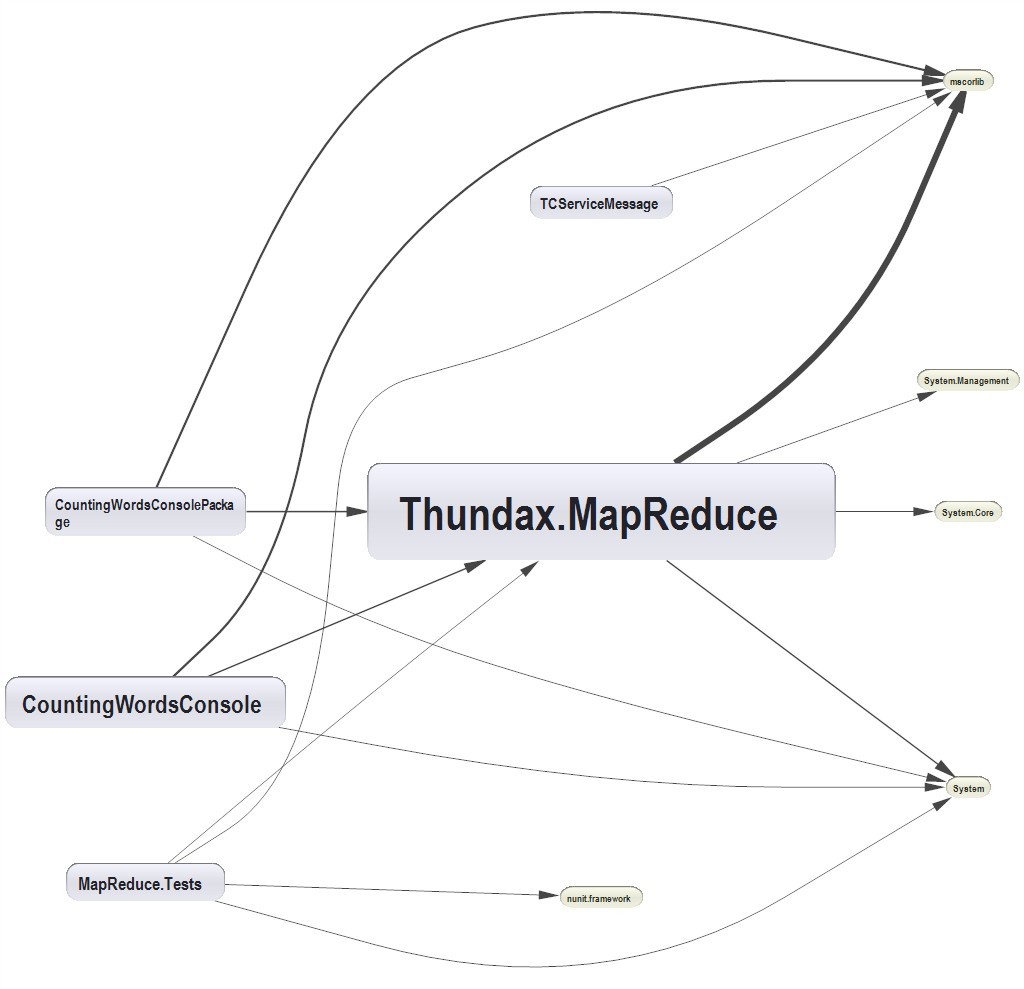 mscorlib
TCServiceMessage
System.Management
CountingWordsConsolePacka
ge
Thundax.MapReduce
System.Core
CountingWordsConsole
System
MapReduce.Tests
nunit.framework